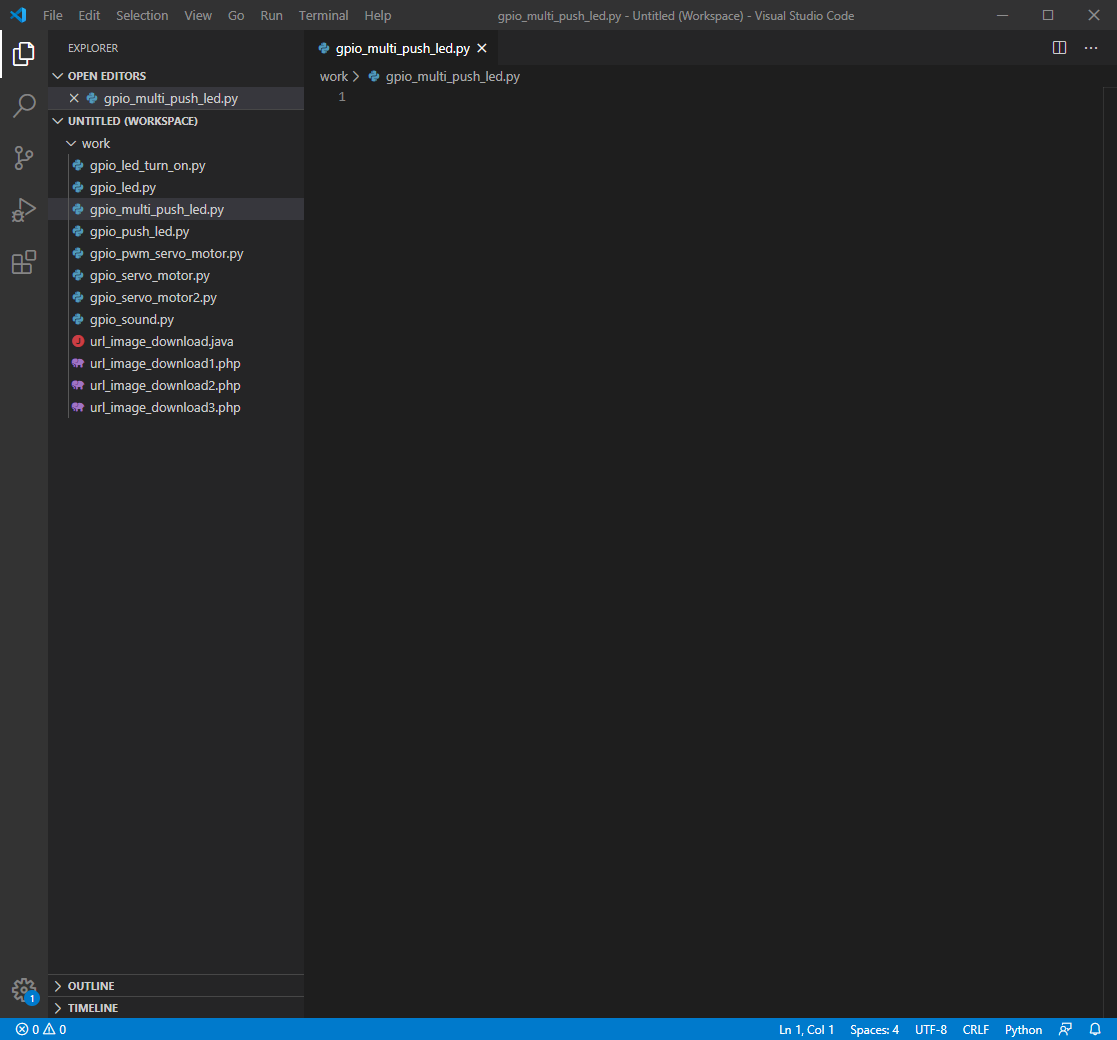 File Edit Selection View Go Run Terminal Help gpio_multi_push_led.py - Untitled (Workspace) - Visual Studio Code
EXPLORER
gpio_multi_push_led.py
OPEN EDITORS
work gpio_multi_push_led.py
gpio_multi_push_led.py
1
UNTITLED (WORKSPACE)
work
gpio_led_turn_on.py
gpio_led.py
gpio_multi_push_led.py
gpio_push_led.py
gpio_pwm_servo_motor.py
gpio_servo_motor.py
gpio_servo_motor2.py
gpio_sound.py
J url_image_download.java
url_image_download1.php
url_image_download2.php
url_image_download3.php
OUTLINE
1
TIMELINE
0 0 Ln 1, Col 1 Spaces: 4 UTF-8 CRLF Python